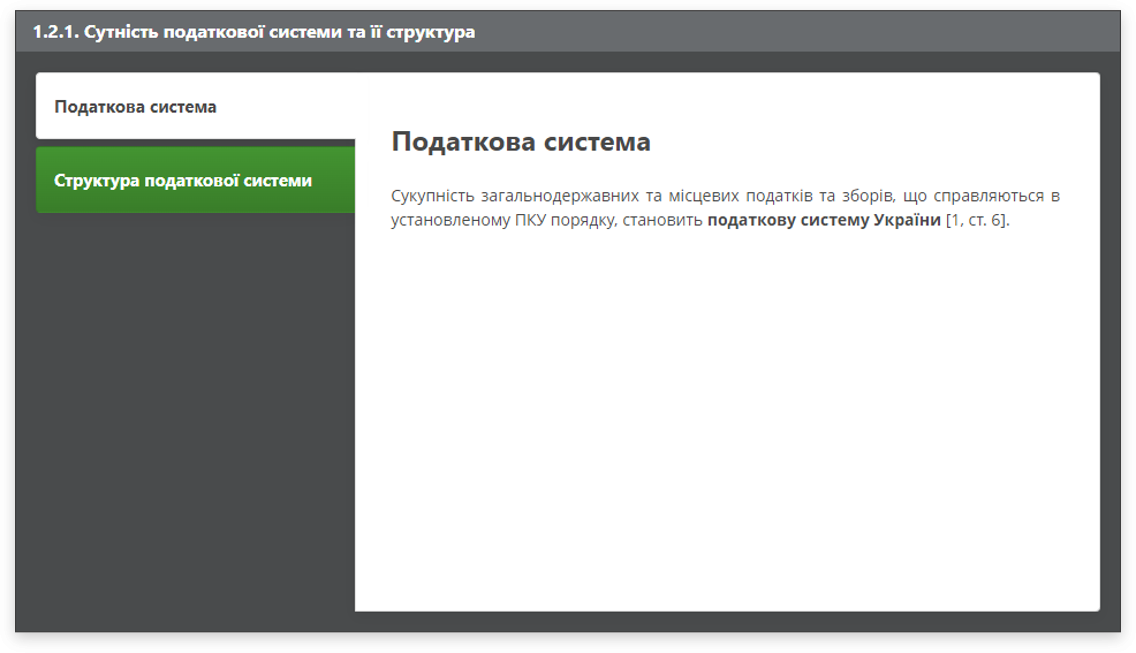 1.2.1. Сутність податкової системи та її структура
Податкова система
Структура податкової системи
Податкова система
Сукупність загальнодержавних та місцевих податків та зборів, що справляються в
установленому ПКУ порядку, становить податкову систему України [1, ст. 6].